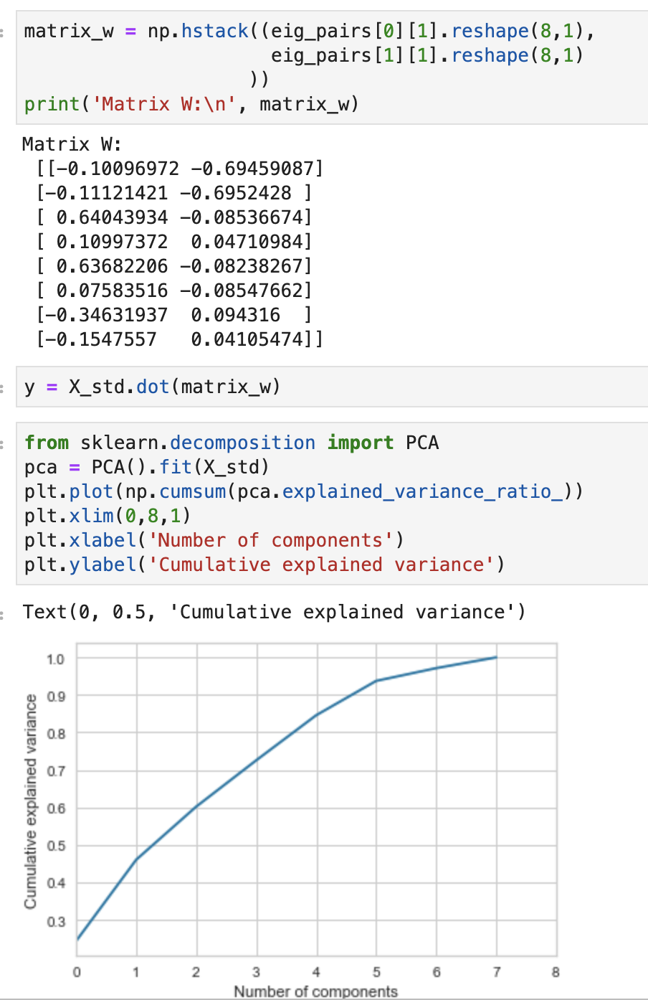 matrix_w = np.hstack((eig_pairs[0][1].reshape(8,1),
                      eig_pairs[1][1].reshape(8,1)
                    ))
print('Matrix W:\n', matrix_w)
Matrix W:
 [[-0.10096972 -0.69459087]
 [-0.11121421 -0.6952428 ]
 [ 0.64043934 -0.08536674]
 [ 0.10997372  0.04710984]
 [ 0.63682206 -0.08238267]
 [ 0.07583516 -0.08547662]
 [-0.34631937  0.094316  ]
 [-0.1547557   0.04105474]]
y = X_std.dot(matrix_w)
from sklearn.decomposition import PCA
pca = PCA().fit(X_std)
plt.plot(np.cumsum(pca.explained_variance_ratio_))
plt.xlim(0,8,1)
plt.xlabel('Number of components')
plt.ylabel('Cumulative explained variance')
Text(0, 0.5, 'Cumulative explained variance')
Cumulative explained variance
1.0
0.9
0.8
0.7
0.6
0.5
0.4
0.3
0 1 2 3 4 5 6 7 8
Number of components